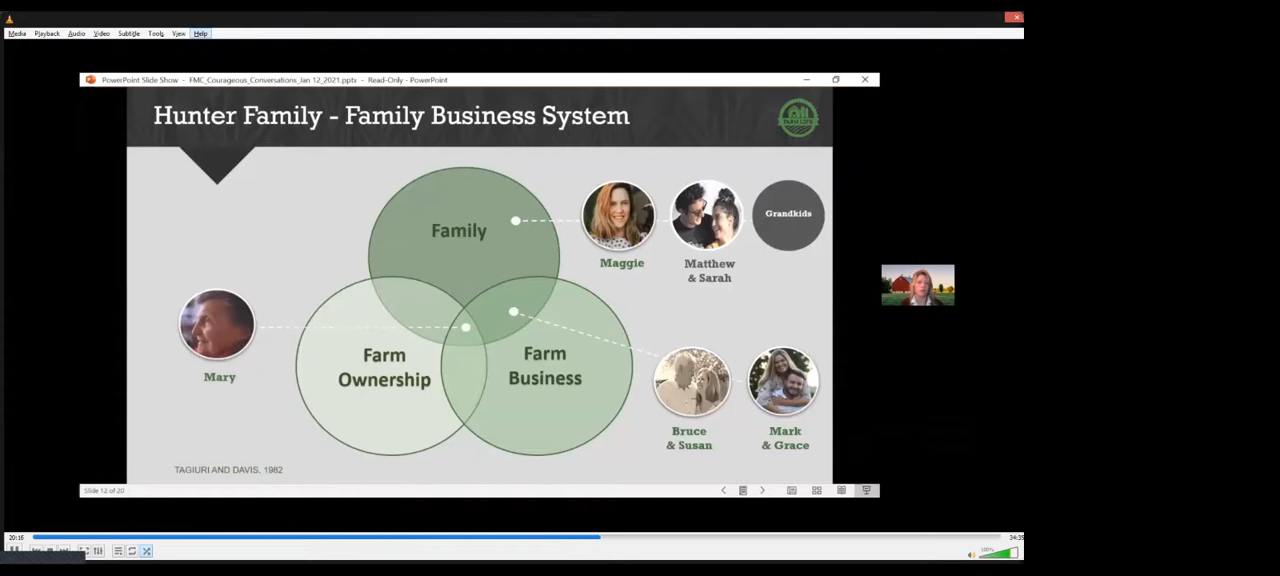 Media Playback Audio Video Subtitle Tools View Help
PowerPoint Slide Show - FMC_Courageous_Conversations_Jan 12_2021.pptx - Read-Only - PowerPoint
Hunter Family - Family Business System
Family
Maggie
Matthew
& Sarah
Grandkids
Mary
Farm
Ownership
Farm
Business
Bruce
& Susan
Mark
& Grace
TAGIURI AND DAVIS, 1982
Slide 12 of 20
20:16
34:35
100%